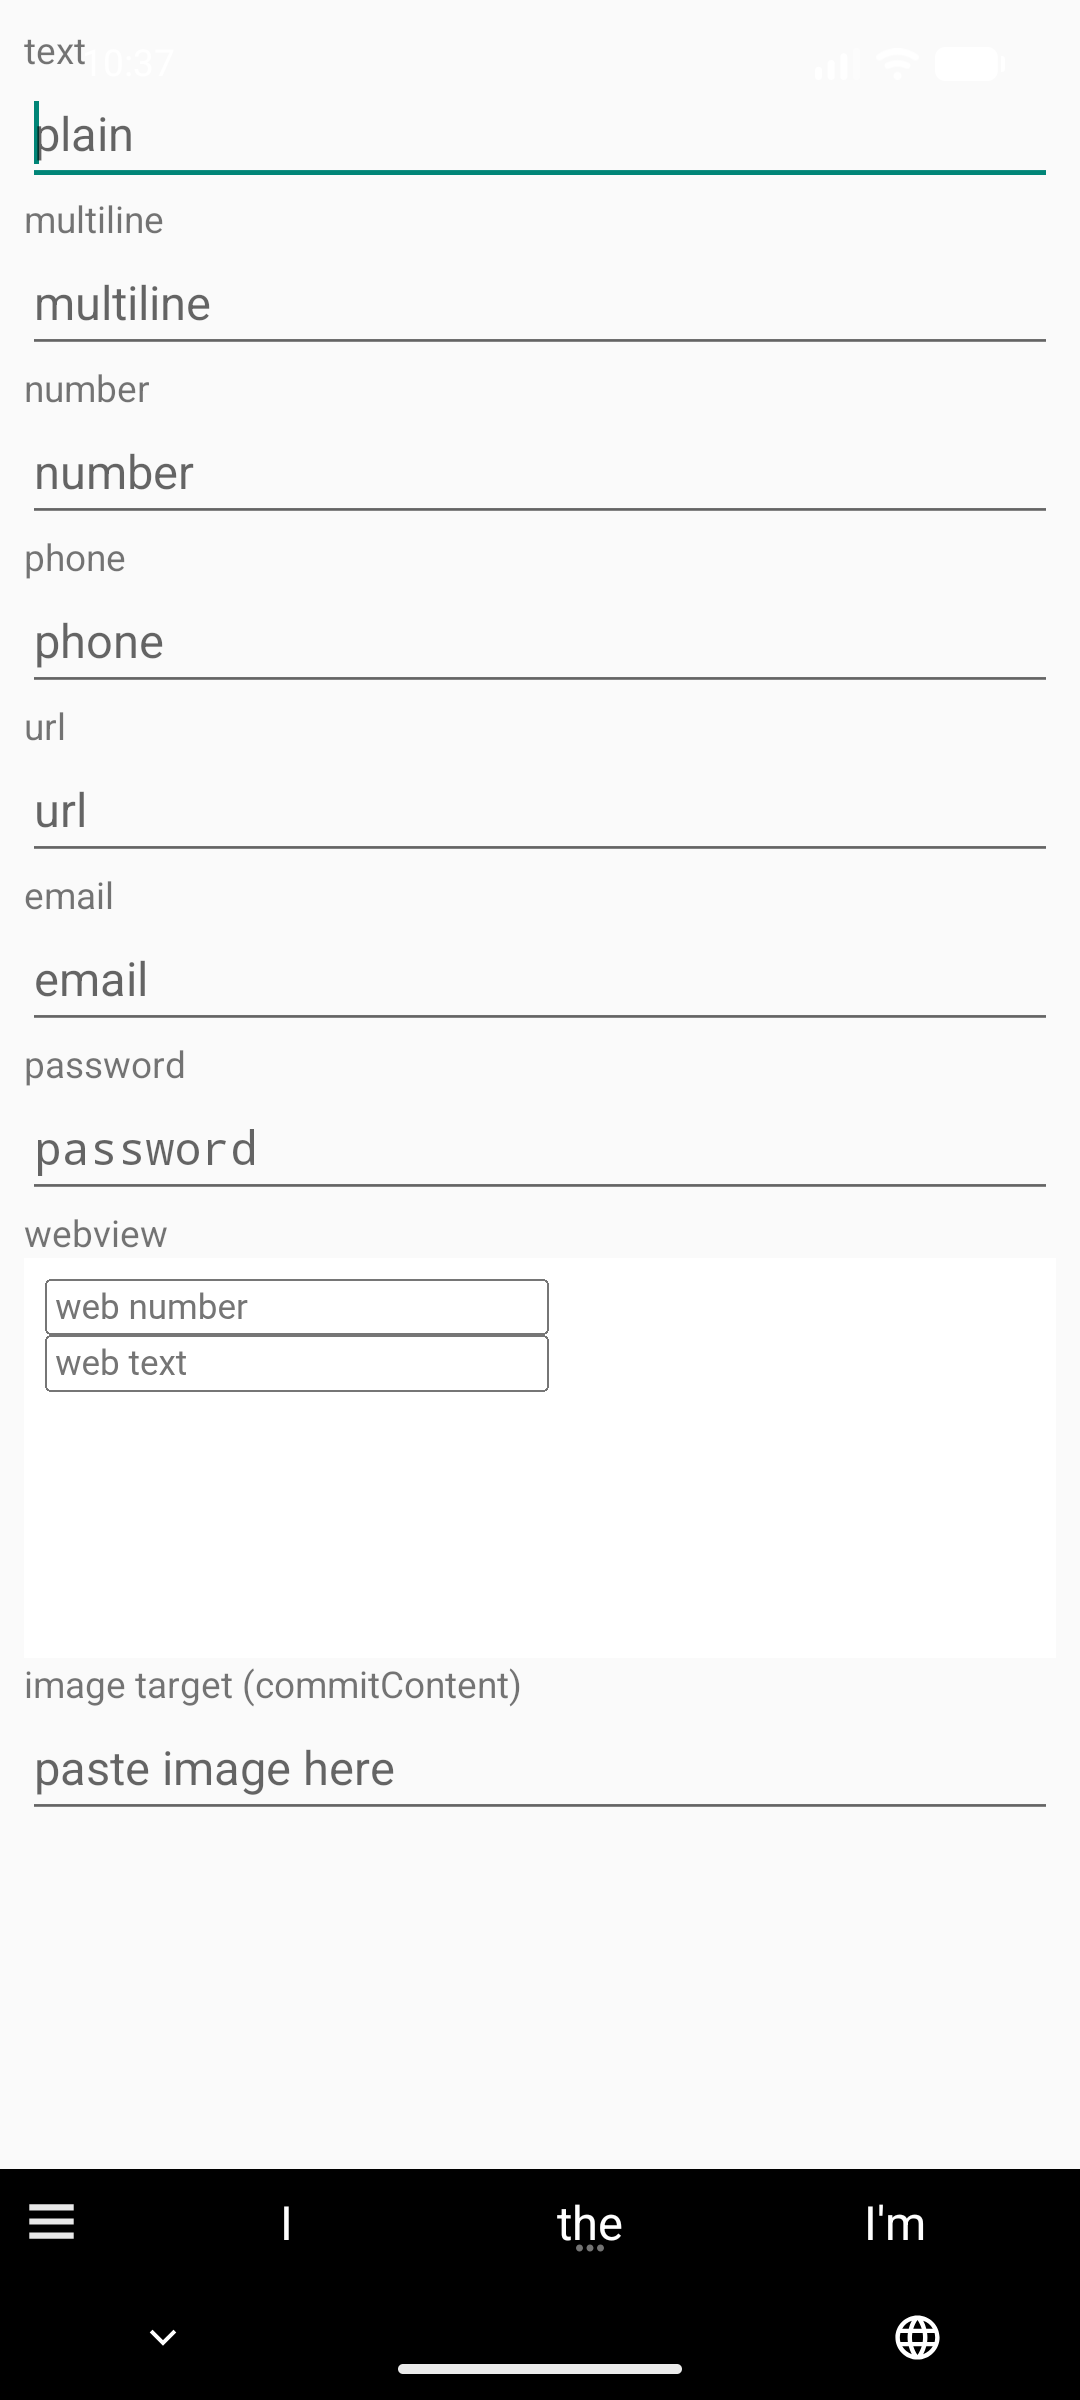 text
10:37
plain
multiline
multiline
number
number
phone
phone
url
url
email
email
password
password
webview
web number
web text
image target (commitContent)
paste image here
I the I'm